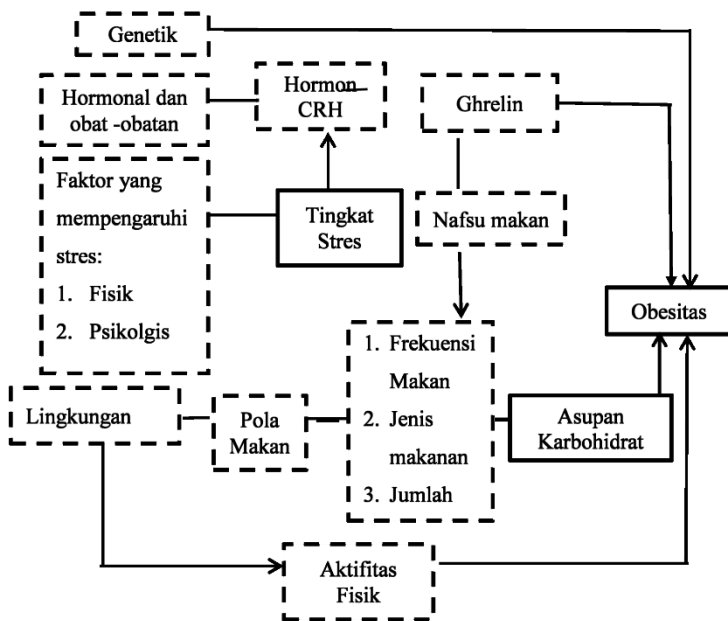 Genetik
Hormonal dan
obat -obatan
Hormon
CRH
Ghrelin
Faktor yang
mempengaruhi
stres:
1. Fisik
2. Psikolgis
Tingkat
Stres
Nafsu makan
Obesitas
Lingkungan
Pola
Makan
1. Frekuensi
Makan
2. Jenis
makanan
3. Jumlah
Asupan
Karbohidrat
Aktifitas
Fisik